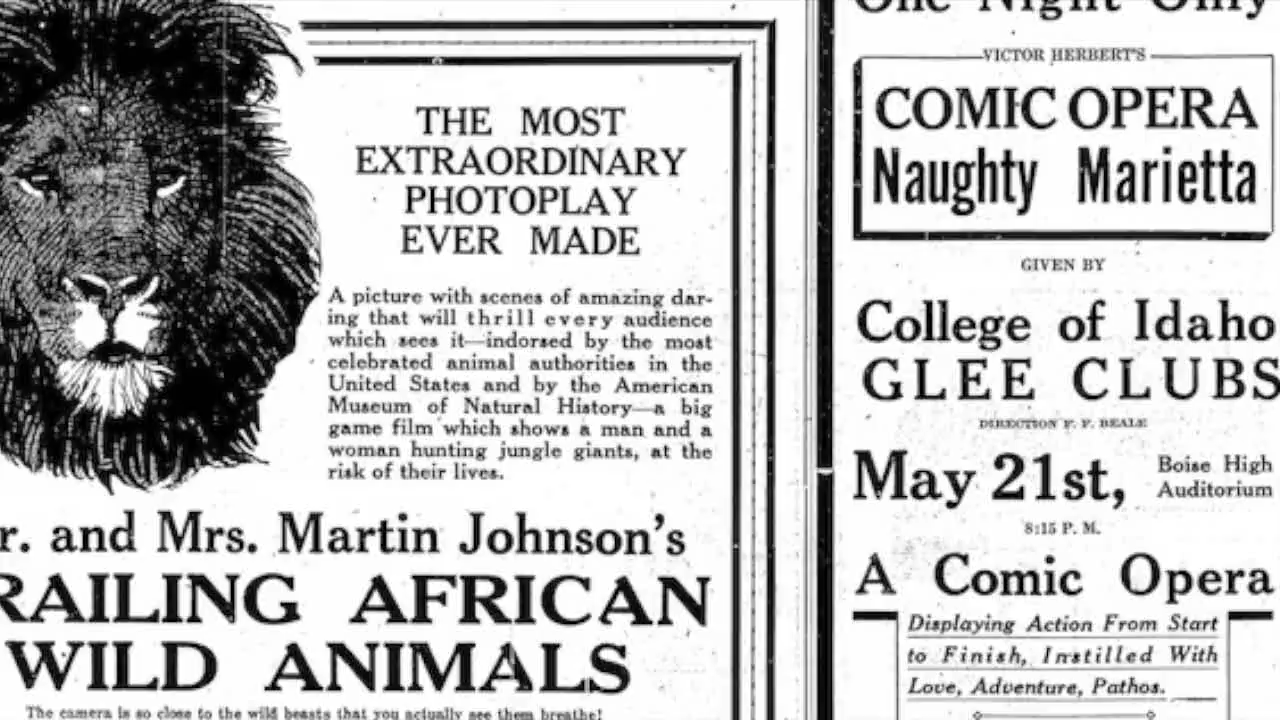 THE MOST
EXTRAORDINARY
PHOTOPLAY
EVER MADE
A picture with scenes of amazing dar-
ing that will thrill every audience
which sees it—indorsed by the most
celebrated animal authorities in the
United States and by the American
Museum of Natural History—a big
game film which shows a man and a
woman hunting jungle giants, at the
risk of their lives.
r. and Mrs. Martin Johnson's
RAILING AFRICAN
WILD ANIMALS
The camera is so close to the wild beasts that you actually see them breathe!
One Night Only
VICTOR HERBERT'S
COMIC OPERA
Naughty Marietta
GIVEN BY
College of Idaho
GLEE CLUBS
DIRECTION F. F. BEALE
May 21st,
Boise High
Auditorium
8:15 P. M.
A Comic Opera
Displaying Action From Start
to Finish, Instilled With
Love, Adventure, Pathos.